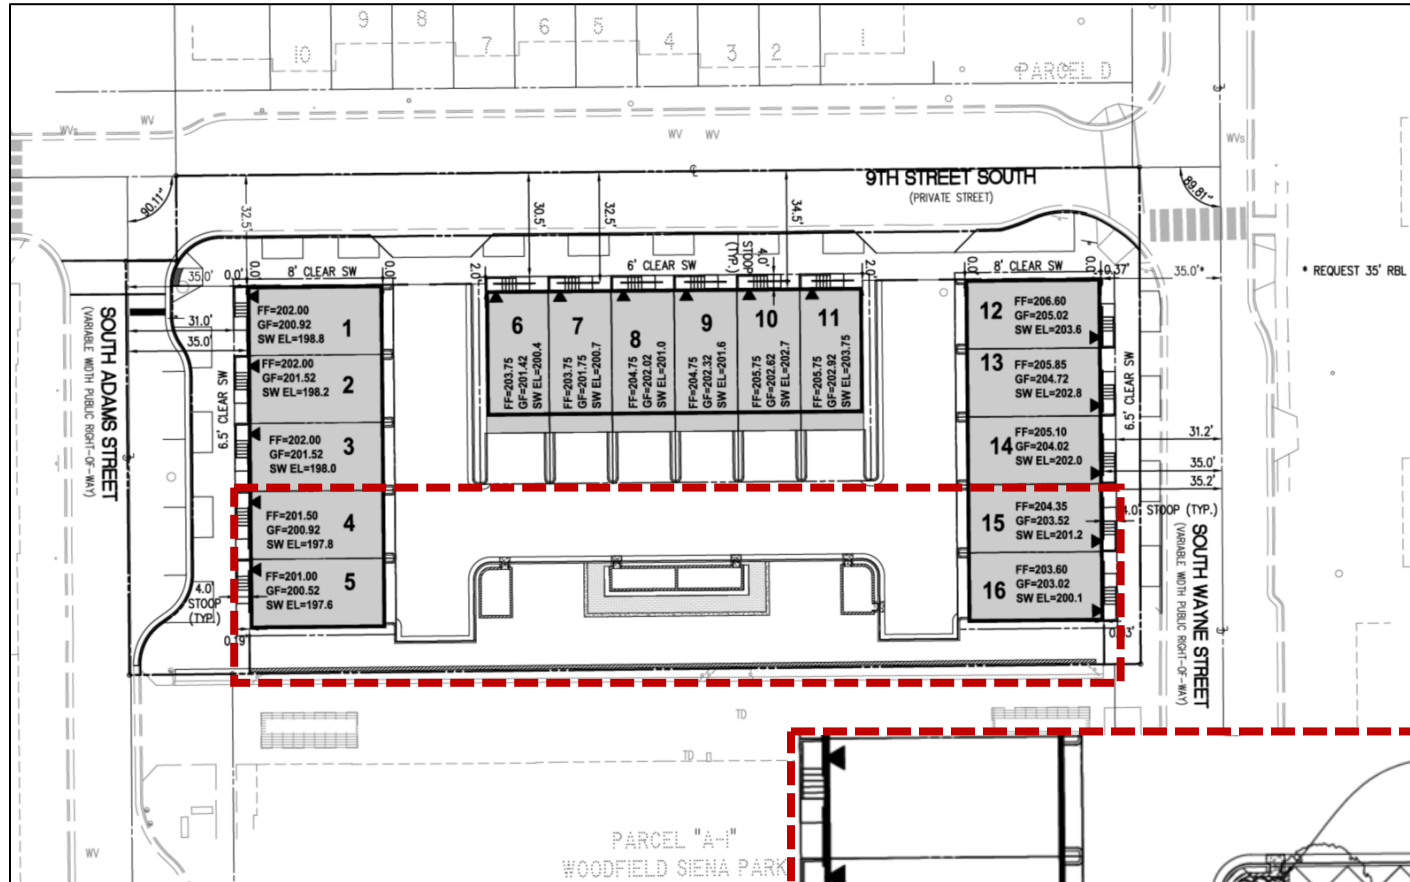 9
8
6
5
10
7
4
3
2
1
PARCEL D
WVs
WV
WV
WV
WVs
9TH STREET SOUTH
(PRIVATE STREET)
90.11°
89.81°
32.5'
30.5'
32.5'
34.5'
4.0'
STOOP
(TYP.)
35.0'
0.0'
0.0'
8' CLEAR SW
0.0'
2.0'
6' CLEAR SW
2.0'
0.0'
8' CLEAR SW
0.0'
0.37'
35.0'*
* REQUEST 35' RBL
31.0'
35.0'
6.5' CLEAR SW
SOUTH ADAMS STREET
(VARIABLE WIDTH PUBLIC RIGHT-OF-WAY)
FF=202.00
GF=200.92
SW EL=198.8
1
FF=202.00
GF=201.52
SW EL=198.2
2
FF=202.00
GF=201.52
SW EL=198.0
3
FF=201.50
GF=200.92
SW EL=197.8
4
FF=201.00
GF=200.52
SW EL=197.6
5
4.0'
STOOP
(TYP.)
0.19'
6
FF=203.75
GF=201.42
SW EL=200.4
7
FF=203.75
GF=201.75
SW EL=200.7
8
FF=204.75
GF=202.02
SW EL=201.0
9
FF=204.75
GF=202.32
SW EL=201.6
10
FF=205.75
GF=202.62
SW EL=202.7
11
FF=205.75
GF=202.92
SW EL=203.75
12
FF=206.60
GF=205.02
SW EL=203.6
13
FF=205.85
GF=204.72
SW EL=202.8
14
FF=205.10
GF=204.02
SW EL=202.0
15
FF=204.35
GF=203.52
SW EL=201.2
16
FF=203.60
GF=203.02
SW EL=200.1
6.5' CLEAR SW
31.2'
35.0'
35.2'
STOOP (TYP.)
SOUTH WAYNE STREET
(VARIABLE WIDTH PUBLIC RIGHT-OF-WAY)
TD
TD
WV
PARCEL "A-1"
WOODFIELD SIENA PARK